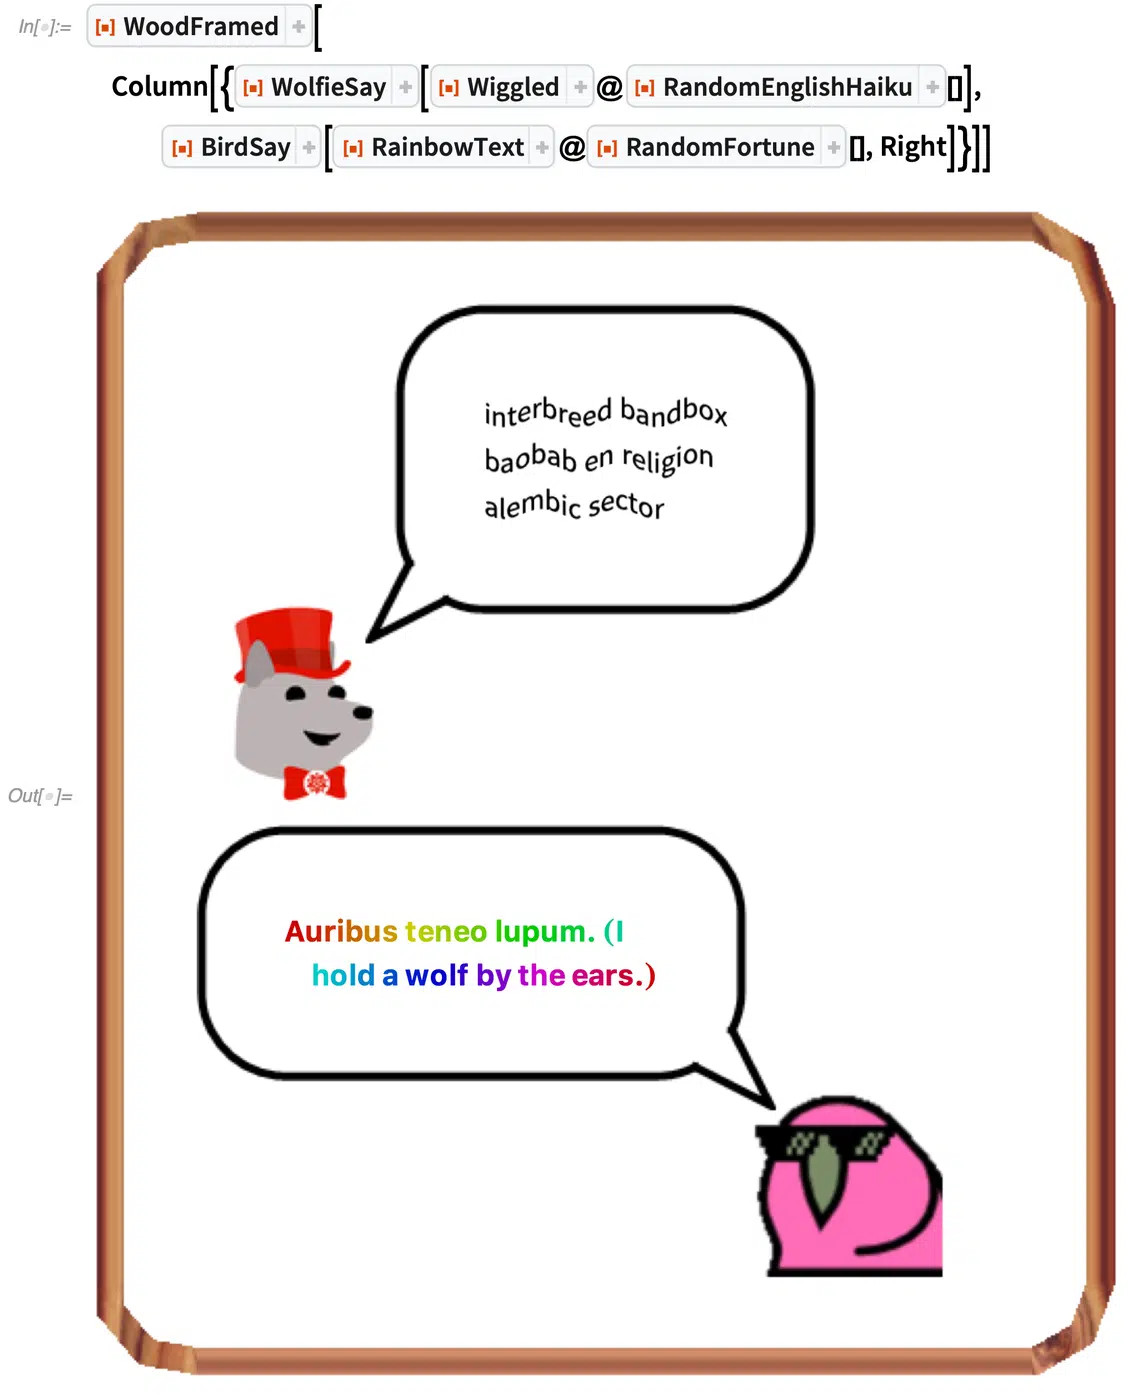 In[•]:= WoodFramed + [
Column[{ WolfieSay + [ Wiggled + @ RandomEnglishHaiku + []],
BirdSay + [ RainbowText + @ RandomFortune + [], Right]}]]
interbreed bandbox
baobab en religion
alembic sector
Out[•]=
Auribus teneo lupum. (I
hold a wolf by the ears.)